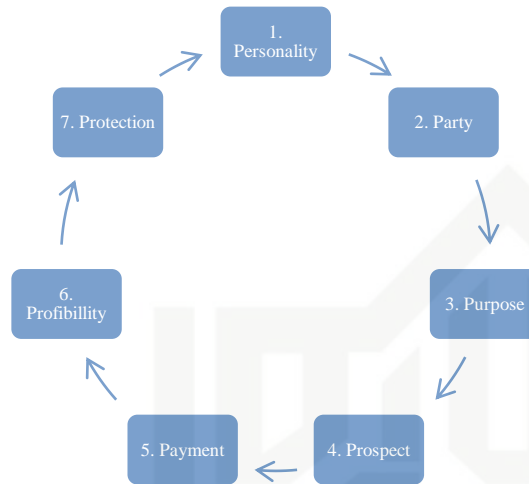 1.
Personality
2. Party
3. Purpose
4. Prospect
5. Payment
6.
Profibillity
7. Protection